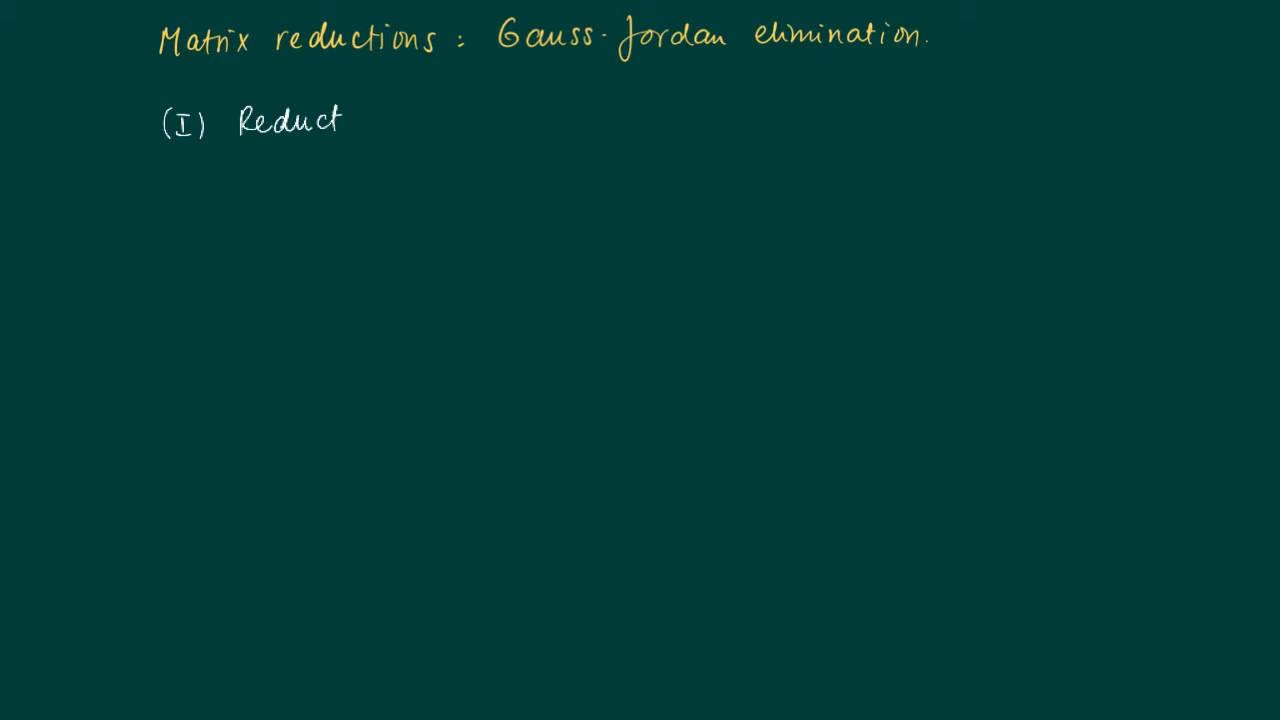 Matrix reductions : Gauss-Jordan elimination.
(I) Reduct